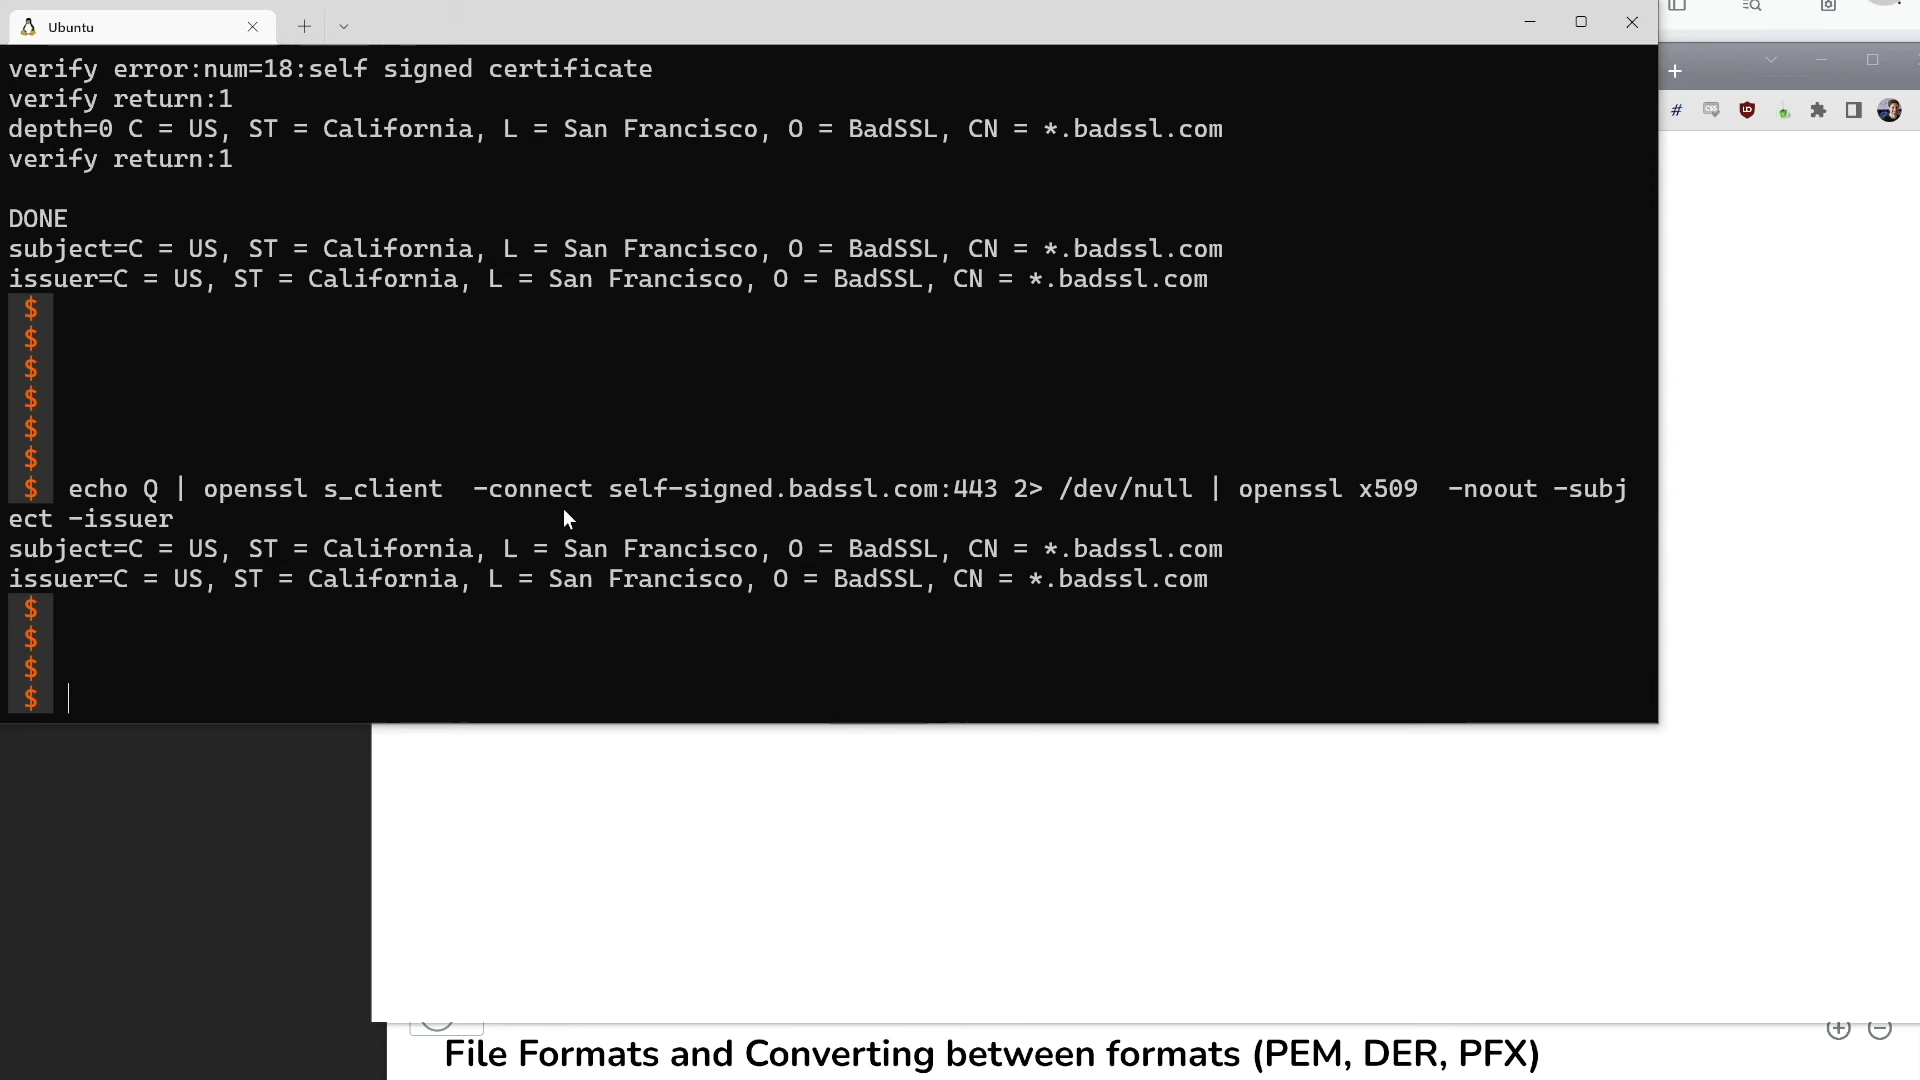 Ubuntu
verify error:num=18:self signed certificate
verify return:1
depth=0 C = US, ST = California, L = San Francisco, O = BadSSL, CN = *.badssl.com
verify return:1
DONE
subject=C = US, ST = California, L = San Francisco, O = BadSSL, CN = *.badssl.com
issuer=C = US, ST = California, L = San Francisco, O = BadSSL, CN = *.badssl.com
$
$
$
$
$
$
$ echo Q | openssl s_client  -connect self-signed.badssl.com:443 2> /dev/null | openssl x509  -noout -subj
ect -issuer
subject=C = US, ST = California, L = San Francisco, O = BadSSL, CN = *.badssl.com
issuer=C = US, ST = California, L = San Francisco, O = BadSSL, CN = *.badssl.com
$
$
$
$
File Formats and Converting between formats (PEM, DER, PFX)